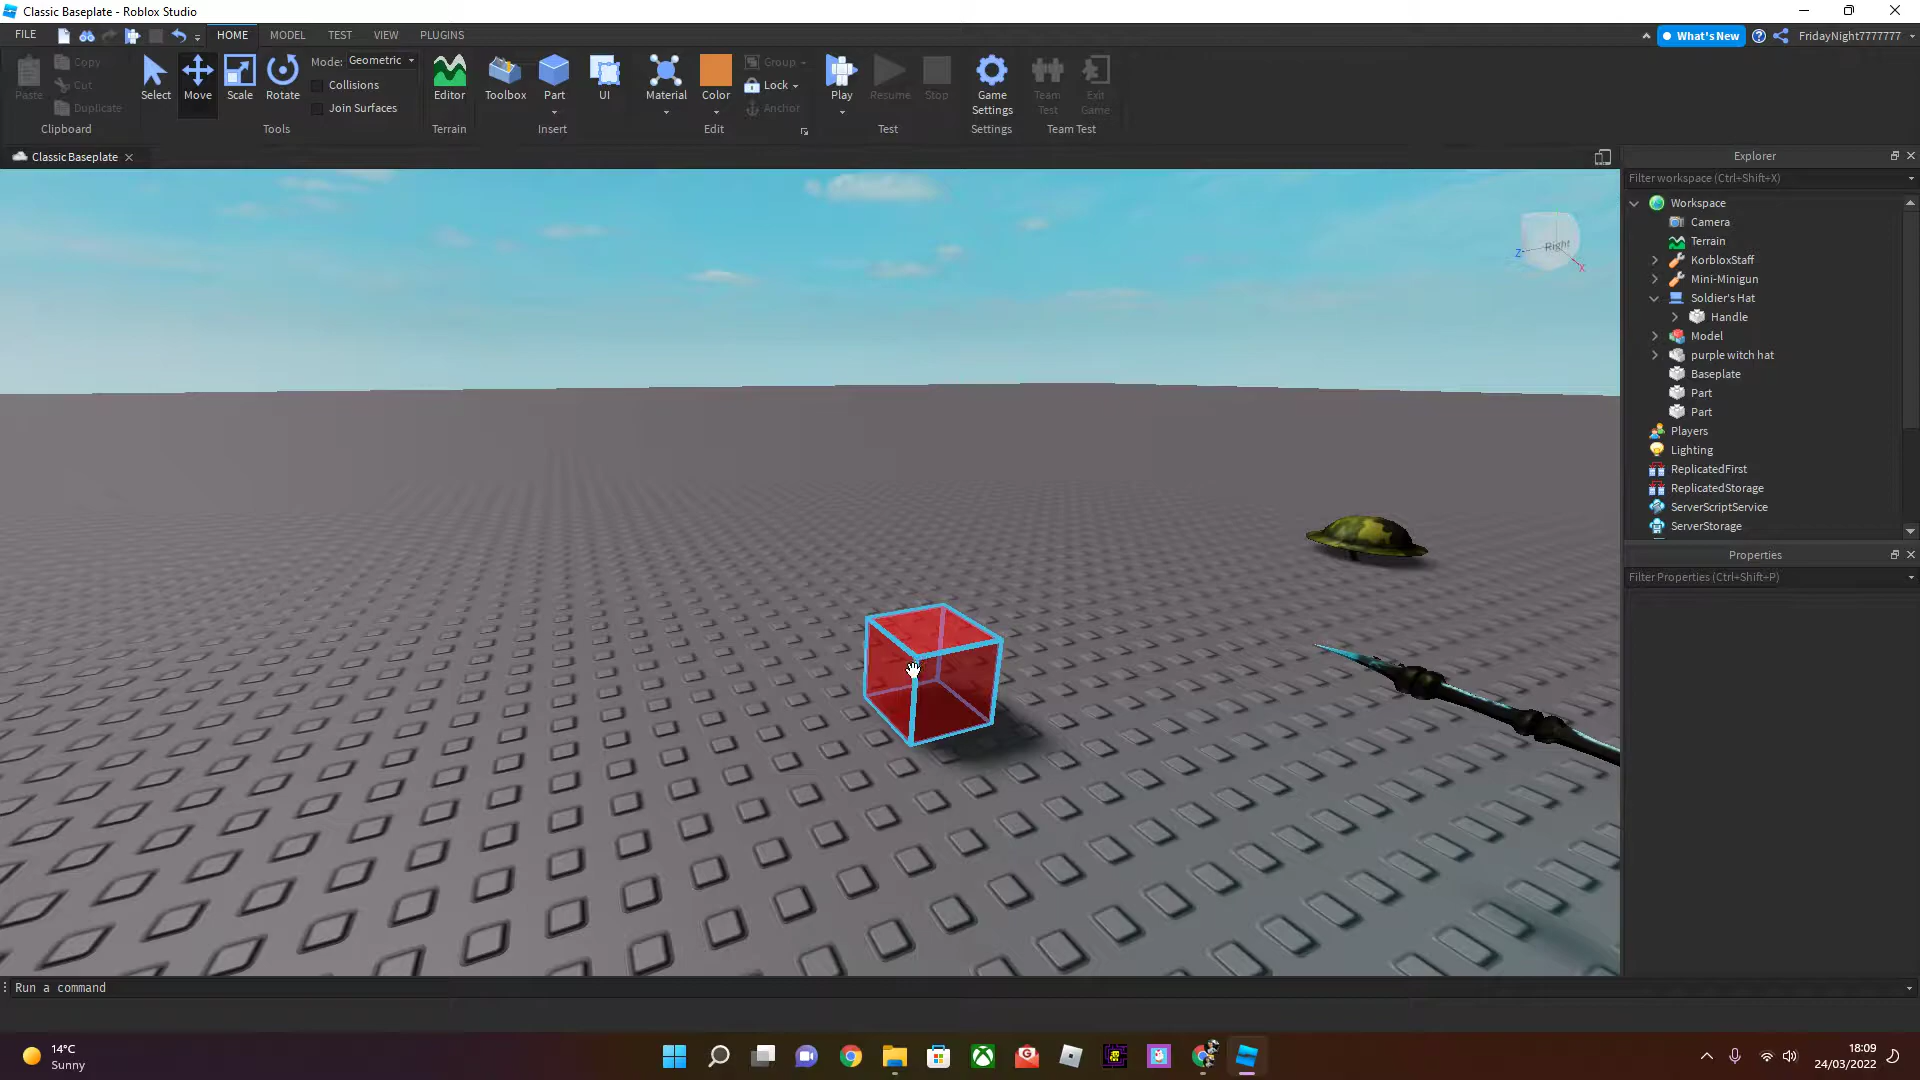 Classic Baseplate - Roblox Studio
FILE HOME MODEL TEST VIEW PLUGINS What's New FridayNight7777777
Paste Copy Cut Duplicate Clipboard
Select Move Scale Rotate Mode: Geometric Collisions Join Surfaces Tools
Editor Terrain
Toolbox Part UI Insert
Material Color Group Lock Anchor Edit
Play Resume Stop Test
Game Settings Settings
Team Test Exit Game Team Test
Classic Baseplate
Right
Z
X
Explorer
Filter workspace (Ctrl+Shift+X)
Workspace
Camera
Terrain
KorbloxStaff
Mini-Minigun
Soldier's Hat
Handle
Model
purple witch hat
Baseplate
Part
Part
Players
Lighting
ReplicatedFirst
ReplicatedStorage
ServerScriptService
ServerStorage
Properties
Filter Properties (Ctrl+Shift+P)
Run a command
14°C
Sunny
18:09
24/03/2022